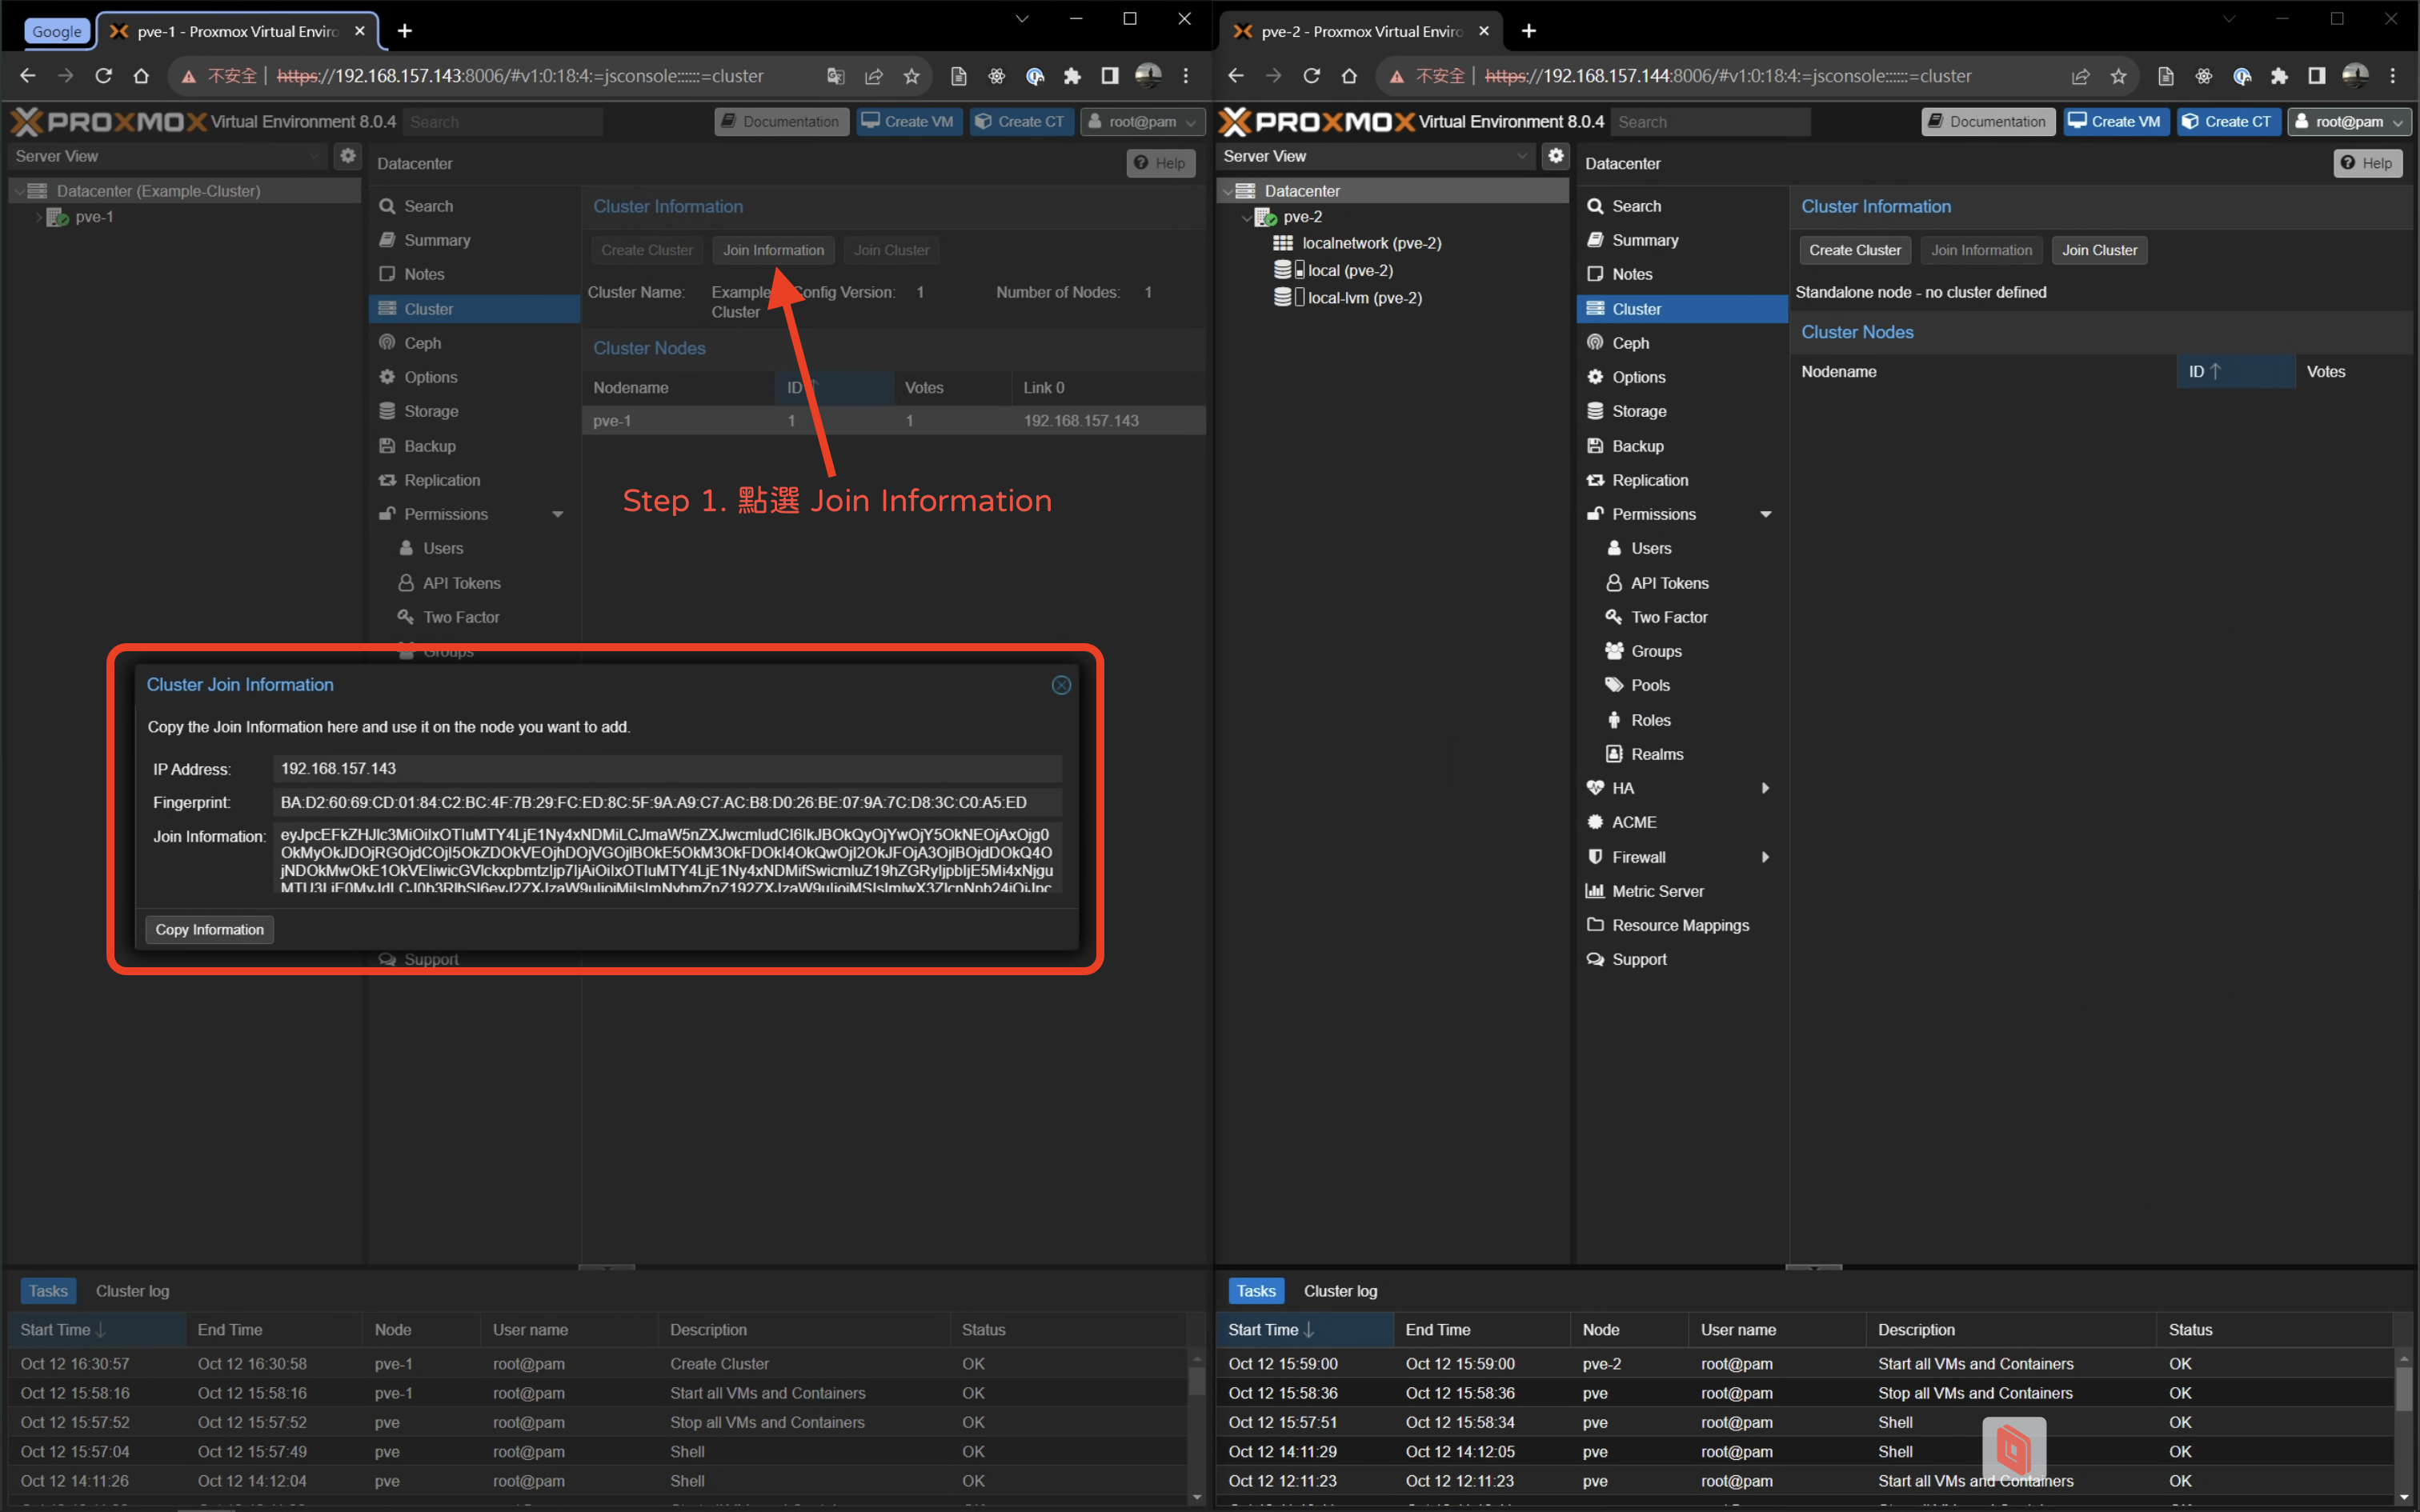 Google
pve-1 - Proxmox Virtual Enviro
不安全 https://192.168.157.143:8006/#v1:0:18:4:=jsconsole::::::=cluster
PROXMOX Virtual Environment 8.0.4 Search
Documentation Create VM Create CT root@pam
Server View
Datacenter
Help
Datacenter (Example-Cluster)
pve-1
Search
Summary
Notes
Cluster
Ceph
Options
Storage
Backup
Replication
Permissions
Users
API Tokens
Two Factor
Groups
Support
Cluster Information
Create Cluster Join Information Join Cluster
Cluster Name: Example- Config Version: 1 Number of Nodes: 1
Cluster
Cluster Nodes
Nodename ID Votes Link 0
pve-1 1 1 192.168.157.143
Step 1. 點選 Join Information
Cluster Join Information
Copy the Join Information here and use it on the node you want to add.
IP Address: 192.168.157.143
Fingerprint: BA:D2:60:69:CD:01:84:C2:BC:4F:7B:29:FC:ED:8C:5F:9A:A9:C7:AC:B8:D0:26:BE:07:9A:7C:D8:3C:C0:A5:ED
Join Information:
Copy Information
Tasks Cluster log
Start Time End Time Node User name Description Status
Oct 12 16:30:57 Oct 12 16:30:58 pve-1 root@pam Create Cluster OK
Oct 12 15:58:16 Oct 12 15:58:16 pve-1 root@pam Start all VMs and Containers OK
Oct 12 15:57:52 Oct 12 15:57:52 pve root@pam Stop all VMs and Containers OK
Oct 12 15:57:04 Oct 12 15:57:49 pve root@pam Shell OK
Oct 12 14:11:26 Oct 12 14:12:04 pve root@pam Shell OK
pve-2 - Proxmox Virtual Enviro
不安全 https://192.168.157.144:8006/#v1:0:18:4:=jsconsole::::::=cluster
PROXMOX Virtual Environment 8.0.4 Search
Documentation Create VM Create CT root@pam
Server View
Datacenter
Help
Datacenter
pve-2
localnetwork (pve-2)
local (pve-2)
local-lvm (pve-2)
Search
Summary
Notes
Cluster
Ceph
Options
Storage
Backup
Replication
Permissions
Users
API Tokens
Two Factor
Groups
Pools
Roles
Realms
HA
ACME
Firewall
Metric Server
Resource Mappings
Support
Cluster Information
Create Cluster Join Information Join Cluster
Standalone node - no cluster defined
Cluster Nodes
Nodename ID Votes
Tasks Cluster log
Start Time End Time Node User name Description Status
Oct 12 15:59:00 Oct 12 15:59:00 pve-2 root@pam Start all VMs and Containers OK
Oct 12 15:58:36 Oct 12 15:58:36 pve root@pam Stop all VMs and Containers OK
Oct 12 15:57:51 Oct 12 15:58:34 pve root@pam Shell OK
Oct 12 14:11:29 Oct 12 14:12:05 pve root@pam Shell OK
Oct 12 12:11:23 Oct 12 12:11:23 pve root@pam Start all VMs and Containers OK